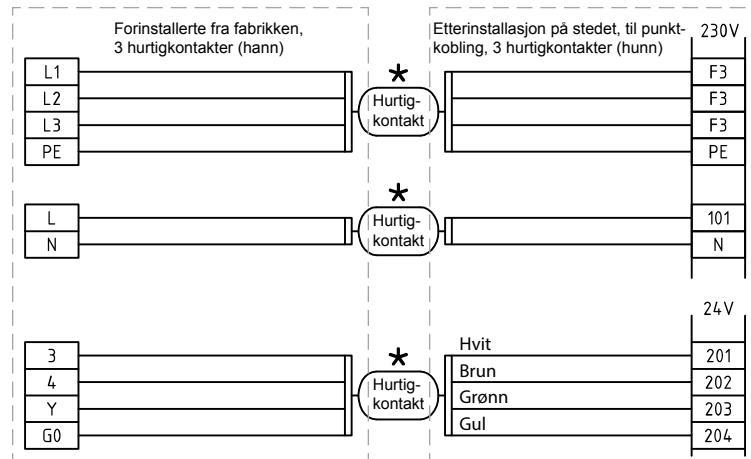 Forinstallerte fra fabrikken,
3 hurtigkontakter (hann)
Etterinstallasjon på stedet, til punkt-
kobling, 3 hurtigkontakter (hunn)
230V
L1
L2
L3
PE
*
Hurtig-
kontakt
F3
F3
F3
PE
L
N
*
Hurtig-
kontakt
101
N
24V
3
4
Y
G0
*
Hurtig-
kontakt
Hvit
Brun
Grønn
Gul
201
202
203
204